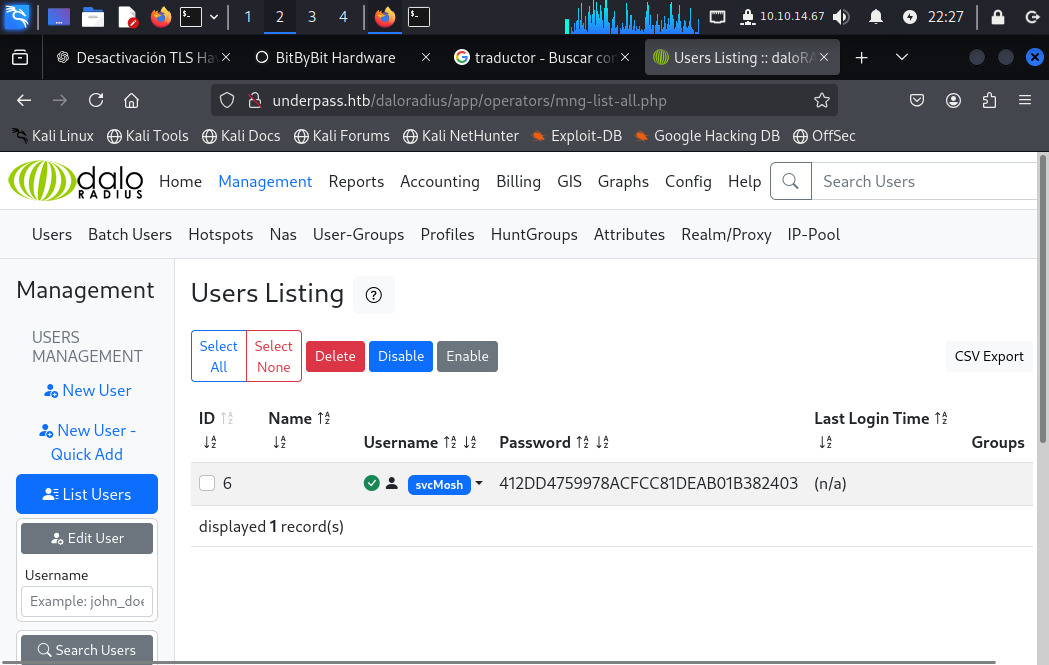 1 2 3 4 10.10.14.67 22:27
Desactivación TLS Ha BitByBit Hardware traductor - Buscar co Users Listing :: daloRA
underpass.htb/daloradius/app/operators/mng-list-all.php
Kali Linux Kali Tools Kali Docs Kali Forums Kali NetHunter Exploit-DB Google Hacking DB OffSec
dalo RADIUS Home Management Reports Accounting Billing GIS Graphs Config Help Search Users
Users Batch Users Hotspots Nas User-Groups Profiles HuntGroups Attributes Realm/Proxy IP-Pool
Management
USERS
MANAGEMENT
New User
New User -
Quick Add
List Users
Edit User
Username
Example: john_doe
Search Users
Users Listing
Select All Select None Delete Disable Enable CSV Export
ID Name Username Password Last Login Time Groups
6 svcMosh 412DD4759978ACFCC81DEAB01B382403 (n/a)
displayed 1 record(s)